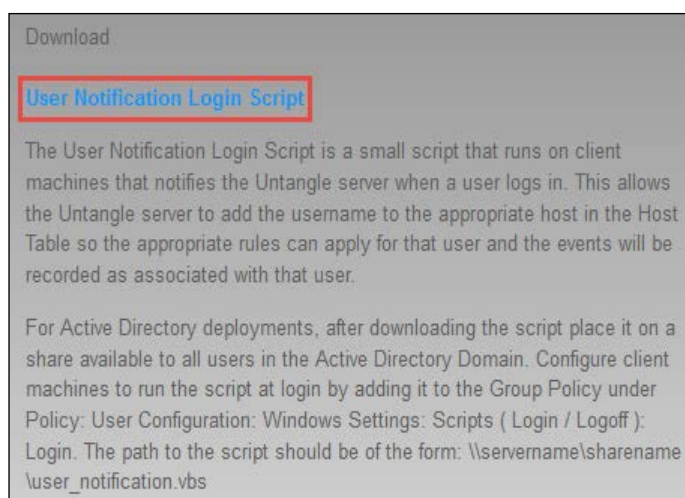 Download
User Notification Login Script
The User Notification Login Script is a small script that runs on client
machines that notifies the Untangle server when a user logs in. This allows
the Untangle server to add the username to the appropriate host in the Host
Table so the appropriate rules can apply for that user and the events will be
recorded as associated with that user.
For Active Directory deployments, after downloading the script place it on a
share available to all users in the Active Directory Domain. Configure client
machines to run the script at login by adding it to the Group Policy under
Policy: User Configuration: Windows Settings: Scripts ( Login / Logoff ):
Login. The path to the script should be of the form: \\servername\sharename
\user_notification.vbs